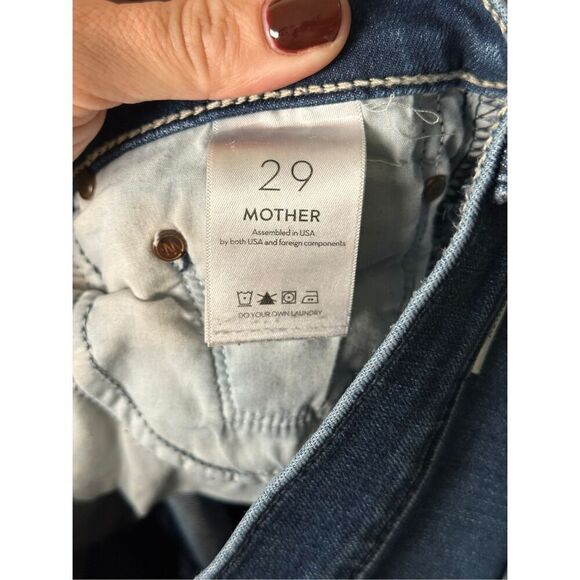 29
MOTHER
Assembled in USA
by both USA and foreign components
DO YOUR OWN LAUNDRY